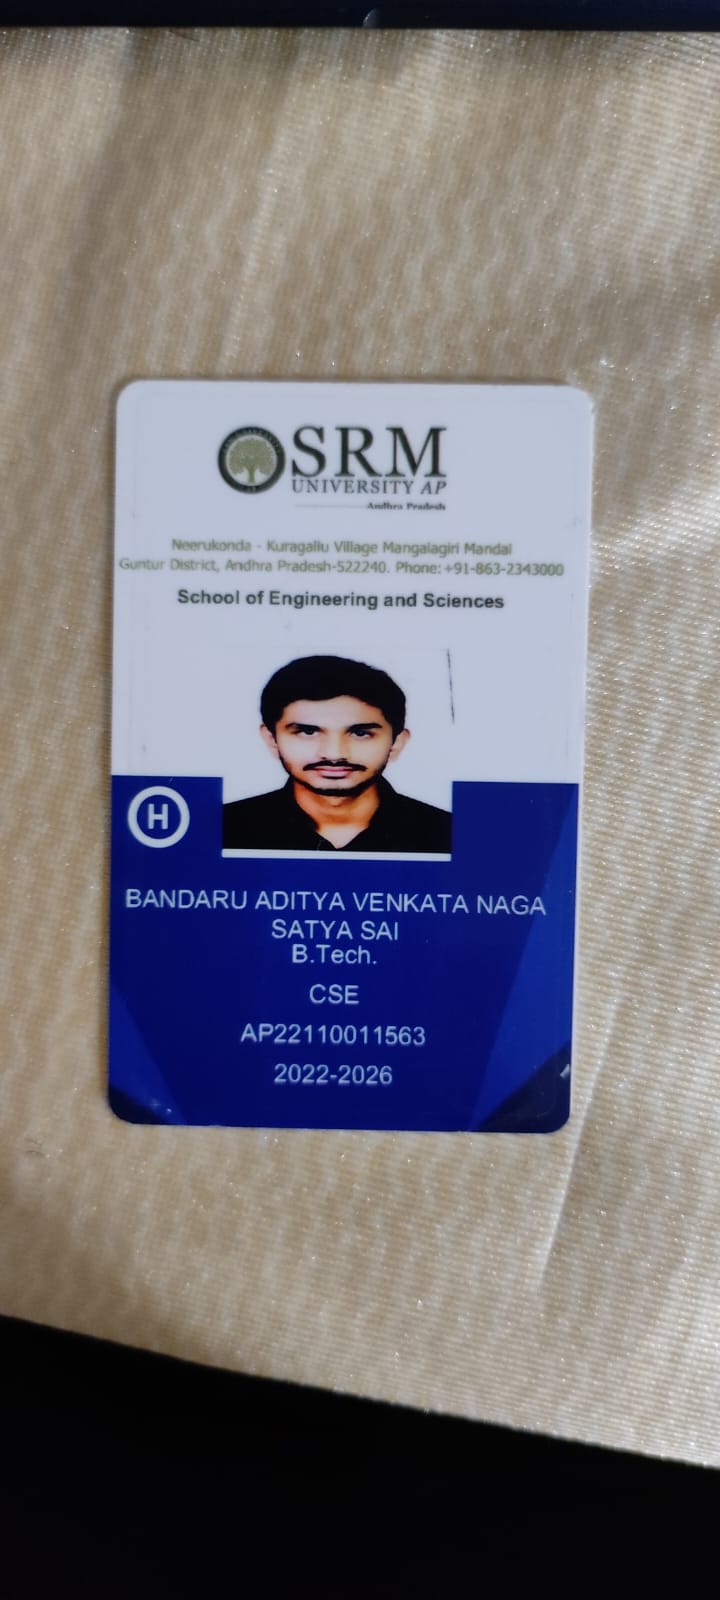 SRM
UNIVERSITY AP
Andhra Pradesh
Neerukonda - Kuragallu Village Mangalagiri Mandal
Guntur District, Andhra Pradesh-522240. Phone:+91-863-2343000
School of Engineering and Sciences
H
BANDARU ADITYA VENKATA NAGA
SATYA SAI
B.Tech.
CSE
AP22110011563
2022-2026